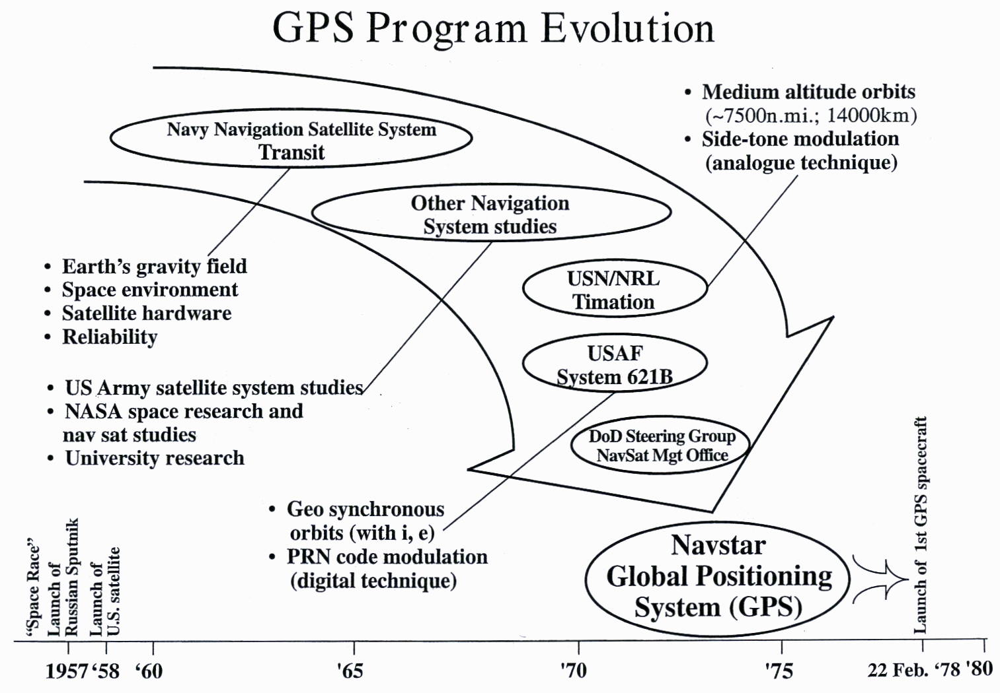 GPS Program Evolution
Navy Navigation Satellite System
Transit
Other Navigation
System studies
• Medium altitude orbits
(~7500n.mi.; 14000km)
• Side-tone modulation
(analogue technique)
USN/NRL
Timation
• Earth's gravity field
• Space environment
• Satellite hardware
• Reliability
USAF
System 621B
• US Army satellite system studies
• NASA space research and
nav sat studies
• University research
DoD Steering Group
NavSat Mgt Office
• Geo synchronous
orbits (with i, e)
• PRN code modulation
(digital technique)
Navstar
Global Positioning
System (GPS)
“Space Race”
Launch of
Russian Sputnik
Launch of
U.S. satellite
Launch of 1st GPS spacecraft
1957 ‘58 ‘60 '65 '70 '75 22 Feb. ‘78 '80